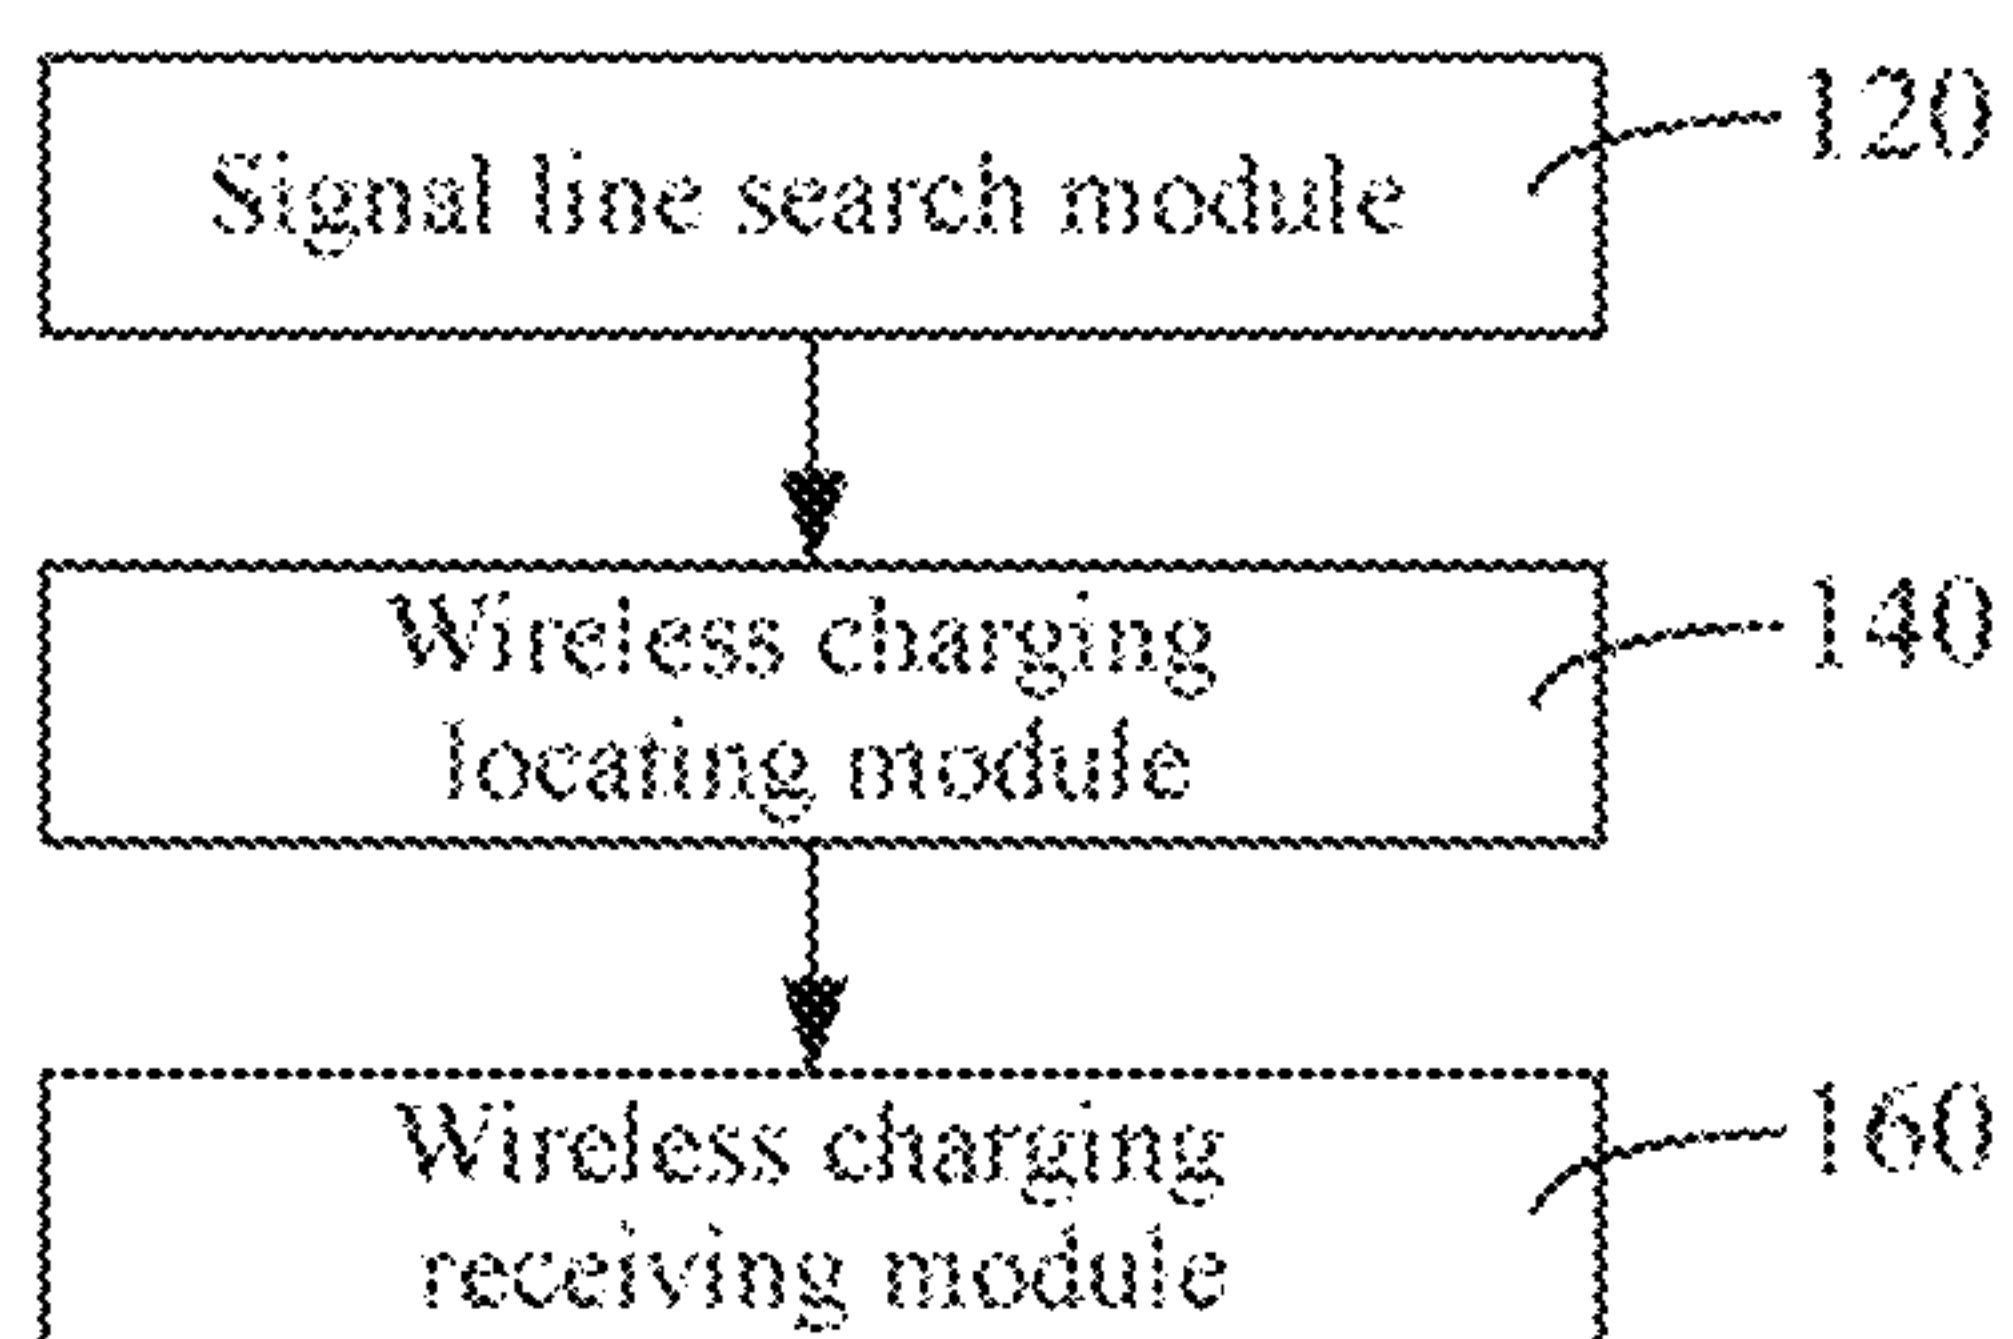 Signal line search module
120
Wireless charging
locating module
140
Wireless charging
receiving module
160